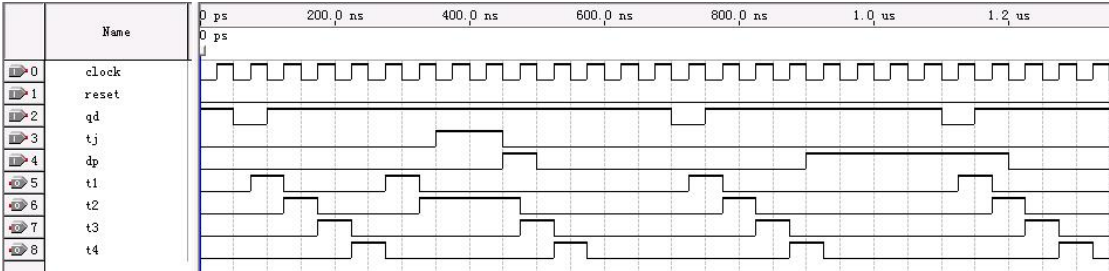 Name
0 ps 200.0 ns 400.0 ns 600.0 ns 800.0 ns 1.0 us 1.2 us
0 ps
0 clock
1 reset
2 qd
3 tj
4 dp
5 t1
6 t2
7 t3
8 t4